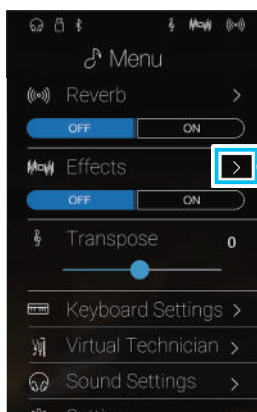 Menu
Reverb >
OFF ON
Effects >
OFF ON
Transpose 0
Keyboard Settings >
Virtual Technician >
Sound Settings >